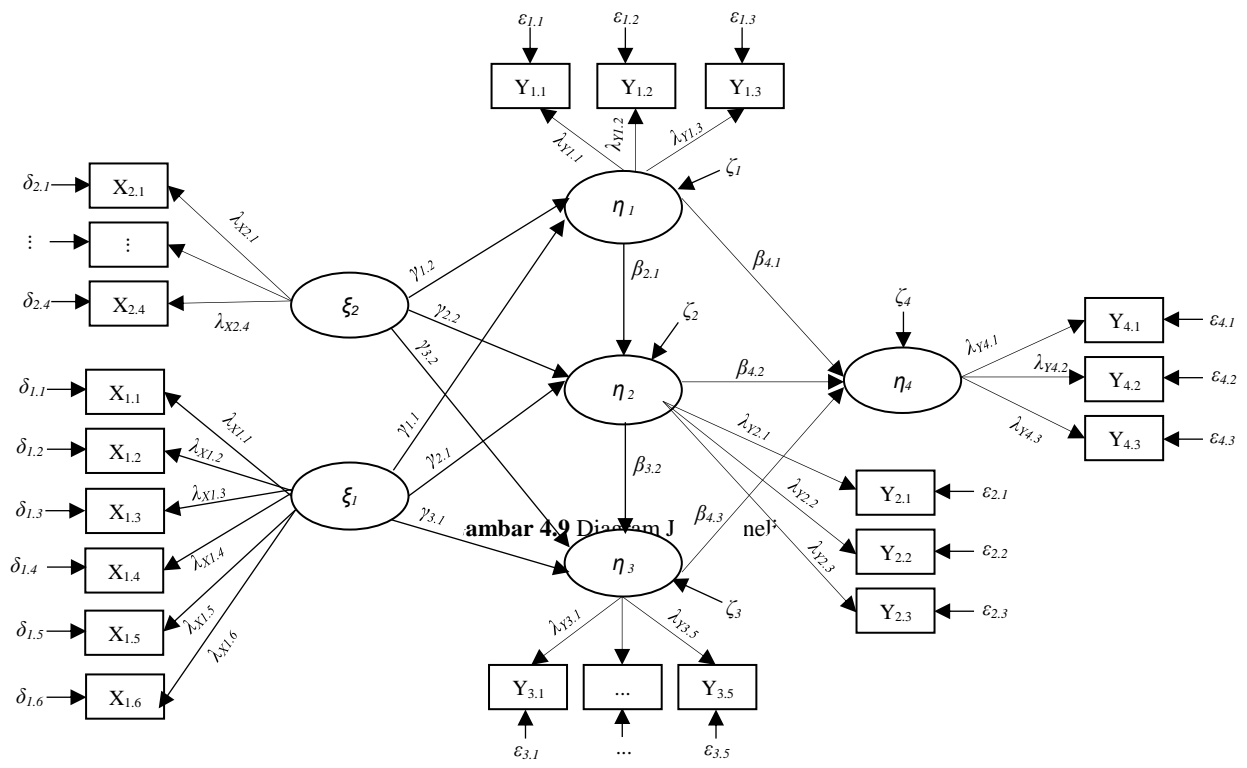 ε1.1 ε1.2 ε1.3
Y1.1 Y1.2 Y1.3
λY1.1 λY1.2 λY1.3
ζ1
η 1
δ2.1 X2.1 λX2.1
⋮ ⋮
δ2.4 X2.4 λX2.4
ξ2
γ1.2
γ2.2
γ3.2
β2.1
β4.1
ζ2
ζ4
η 2
β4.2
η4
λY4.1 Y4.1 ε4.1
λY4.2 Y4.2 ε4.2
λY4.3 Y4.3 ε4.3
δ1.1 X1.1 λX1.1
δ1.2 X1.2 λX1.2
δ1.3 X1.3 λX1.3
δ1.4 X1.4 λX1.4
δ1.5 X1.5 λX1.5
δ1.6 X1.6 λX1.6
ξ1
γ1.1
γ2.1
γ3.1
β3.2
β4.3
λY2.1 Y2.1 ε2.1
λY2.2 Y2.2 ε2.2
λY2.3 Y2.3 ε2.3
ambar 4.9 Diagram J
η 3
ζ3
λY3.1 λY3.5
Y3.1 ... Y3.5
ε3.1 ... ε3.5